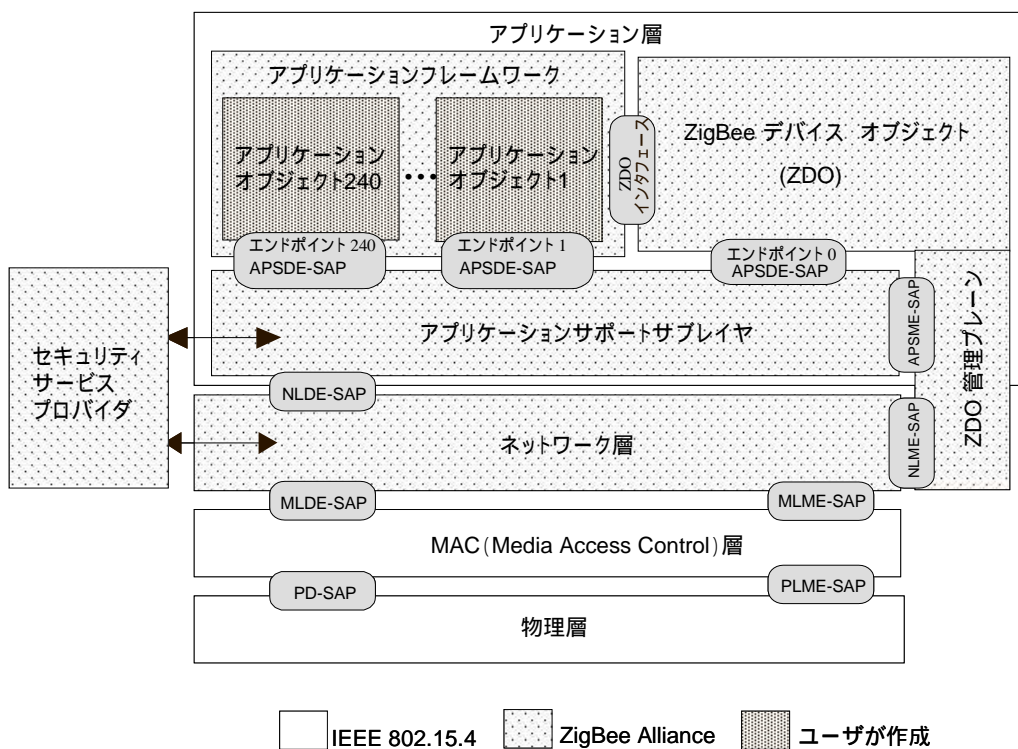 アプリケーション層
アプリケーションフレームワーク
アプリケーション
オブジェクト240
•••
アプリケーション
オブジェクト1
ZDO
インタフェース
ZigBee デバイス オブジェクト
(ZDO)
エンドポイント 240
APSDE-SAP
エンドポイント 1
APSDE-SAP
エンドポイント 0
APSDE-SAP
アプリケーションサポートサブレイヤ
APSME-SAP
ZDO 管理プレーン
セキュリティ
サービス
プロバイダ
NLDE-SAP
ネットワーク層
NLME-SAP
MLDE-SAP
MLME-SAP
MAC(Media Access Control)層
PD-SAP
PLME-SAP
物理層
IEEE 802.15.4
ZigBee Alliance
ユーザが作成